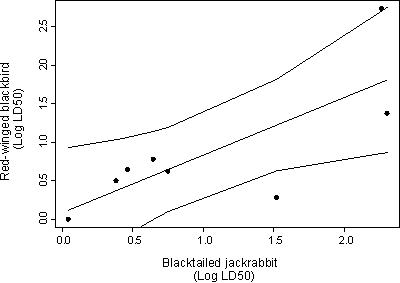 Red-winged blackbird
(Log LD50)
2.5
2.0
1.5
1.0
0.5
0.0
0.0 0.5 1.0 1.5 2.0
Blacktailed jackrabbit
(Log LD50)